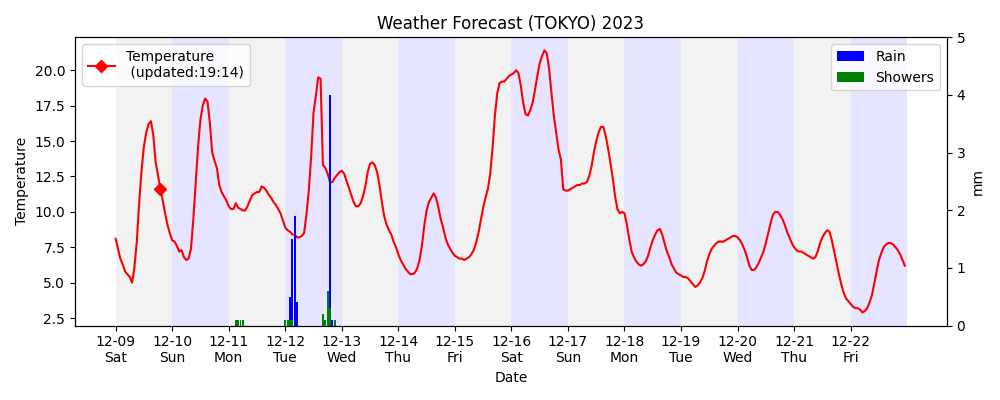 Weather Forecast (TOKYO) 2023
Temperature
(updated:19:14)
Rain
Showers
Temperature
20.0
17.5
15.0
12.5
10.0
7.5
5.0
2.5
5
4
3
2
1
0
mm
12-09 12-10 12-11 12-12 12-13 12-14 12-15 12-16 12-17 12-18 12-19 12-20 12-21 12-22
Sat Sun Mon Tue Wed Thu Fri Sat Sun Mon Tue Wed Thu Fri
Date